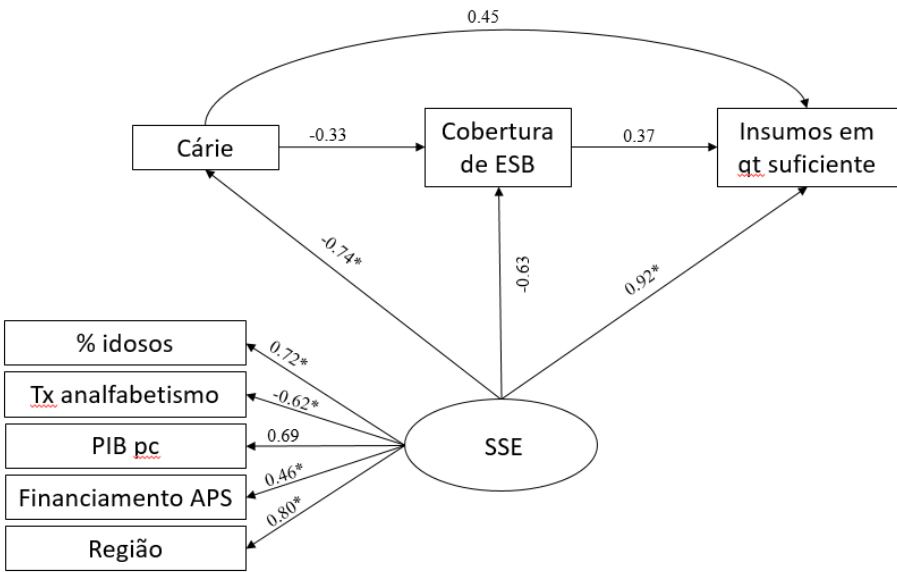 0.45
Cárie
-0.33
Cobertura
de ESB
0.37
Insumos em
qt suficiente
-0.74*
-0.63
0.92*
% idosos
0.72*
Tx analfabetismo
-0.62*
PIB pc
0.69
Financiamento APS
0.46*
Região
0.80*
SSE